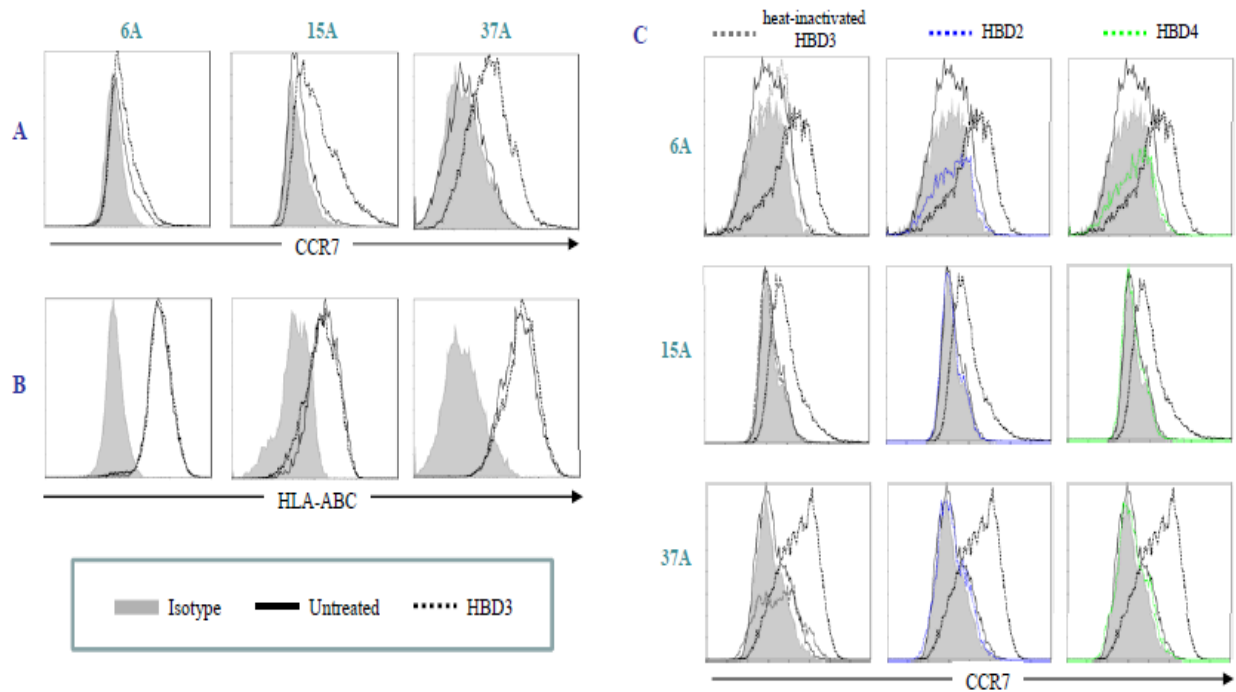 6A 15A 37A
A
CCR7
B
HLA-ABC
Isotype Untreated HBD3
C
heat-inactivated
HBD3
HBD2
HBD4
6A
15A
37A
CCR7